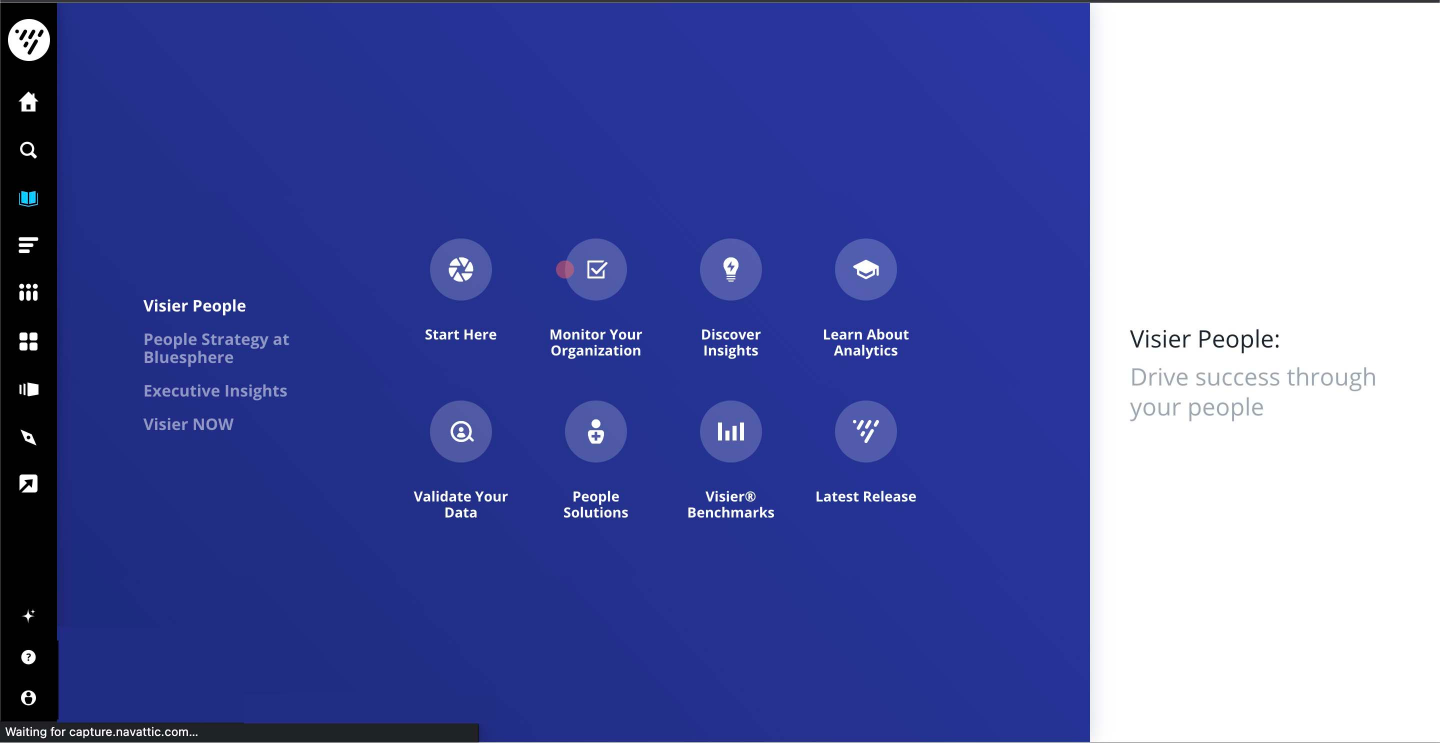 Visier People
People Strategy at
Bluesphere
Executive Insights
Visier NOW
Start Here
Monitor Your
Organization
Discover
Insights
Learn About
Analytics
Validate Your
Data
People
Solutions
Visier®
Benchmarks
Latest Release
Visier People:
Drive success through
your people
?
Waiting for capture.navattic.com...